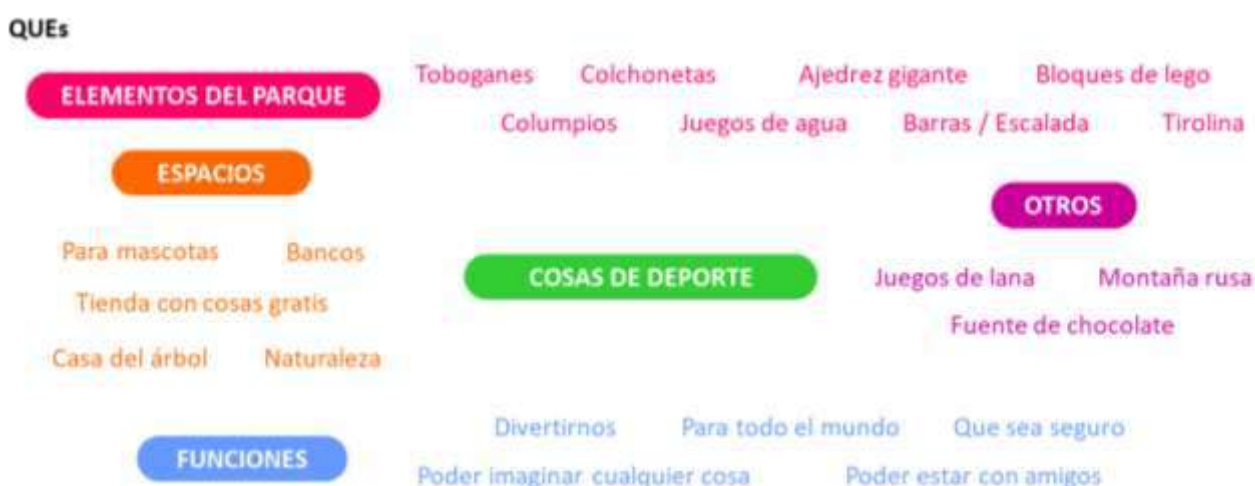 QUEs
ELEMENTOS DEL PARQUE
Toboganes Colchonetas Ajedrez gigante Bloques de lego
Columpios Juegos de agua Barras / Escalada Tirolina
ESPACIOS
Para mascotas Bancos
Tienda con cosas gratis
Casa del árbol Naturaleza
COSAS DE DEPORTE
OTROS
Juegos de lana Montaña rusa
Fuente de chocolate
FUNCIONES
Divertirnos Para todo el mundo Que sea seguro
Poder imaginar cualquier cosa Poder estar con amigos